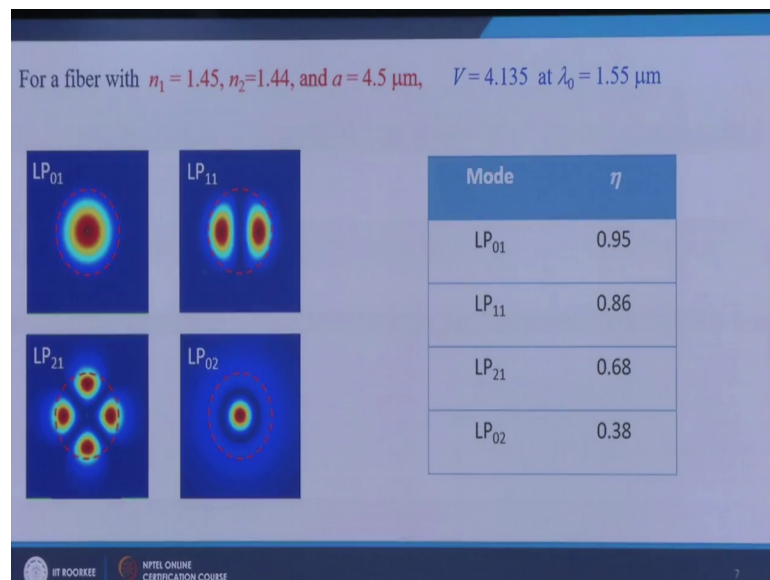 For a fiber with n₁ = 1.45, n₂=1.44, and a = 4.5 μm, V = 4.135 at λ₀ = 1.55 μm
LP₀₁
LP₁₁
LP₂₁
LP₀₂
Mode η
LP₀₁ 0.95
LP₁₁ 0.86
LP₂₁ 0.68
LP₀₂ 0.38
IIT ROORKEE
NPTEL ONLINE
CERTIFICATION COURSE
7